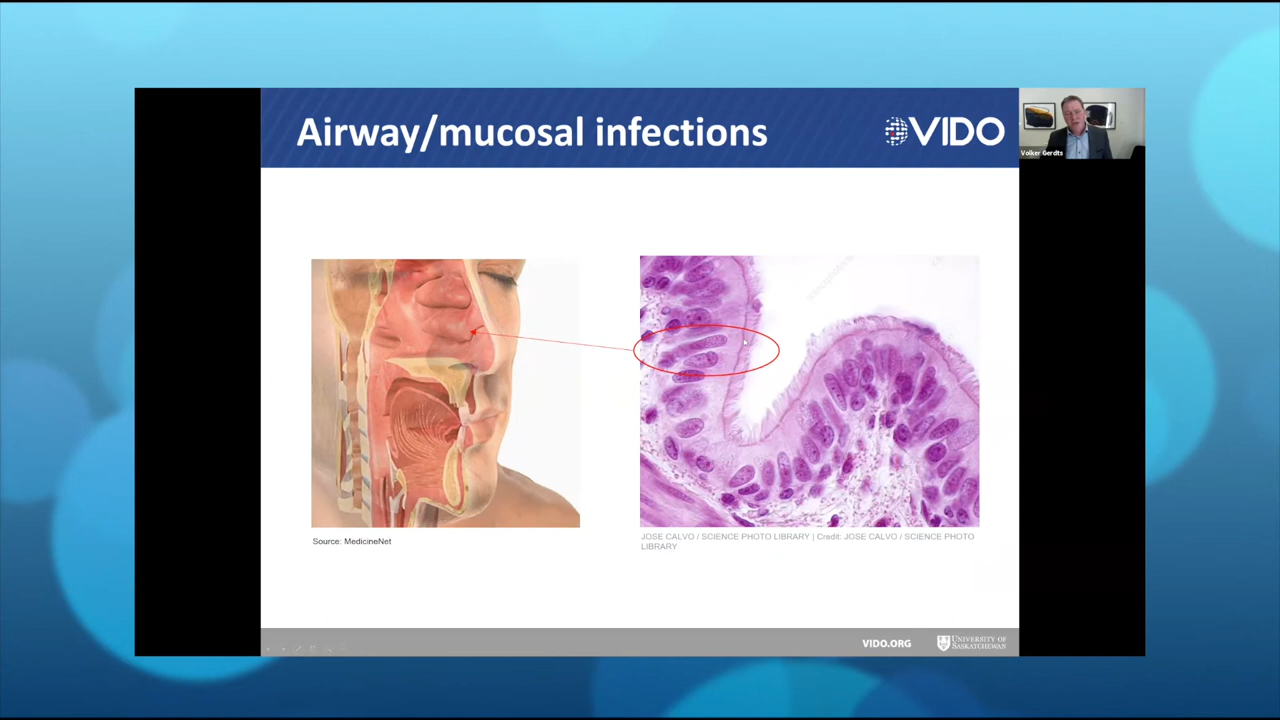 Airway/mucosal infections
VIDO
Volker Gerdts
Source: MedicineNet
JOSE CALVO / SCIENCE PHOTO LIBRARY | Credit: JOSE CALVO / SCIENCE PHOTO
LIBRARY
VIDO.ORG
UNIVERSITY OF
SASKATCHEWAN